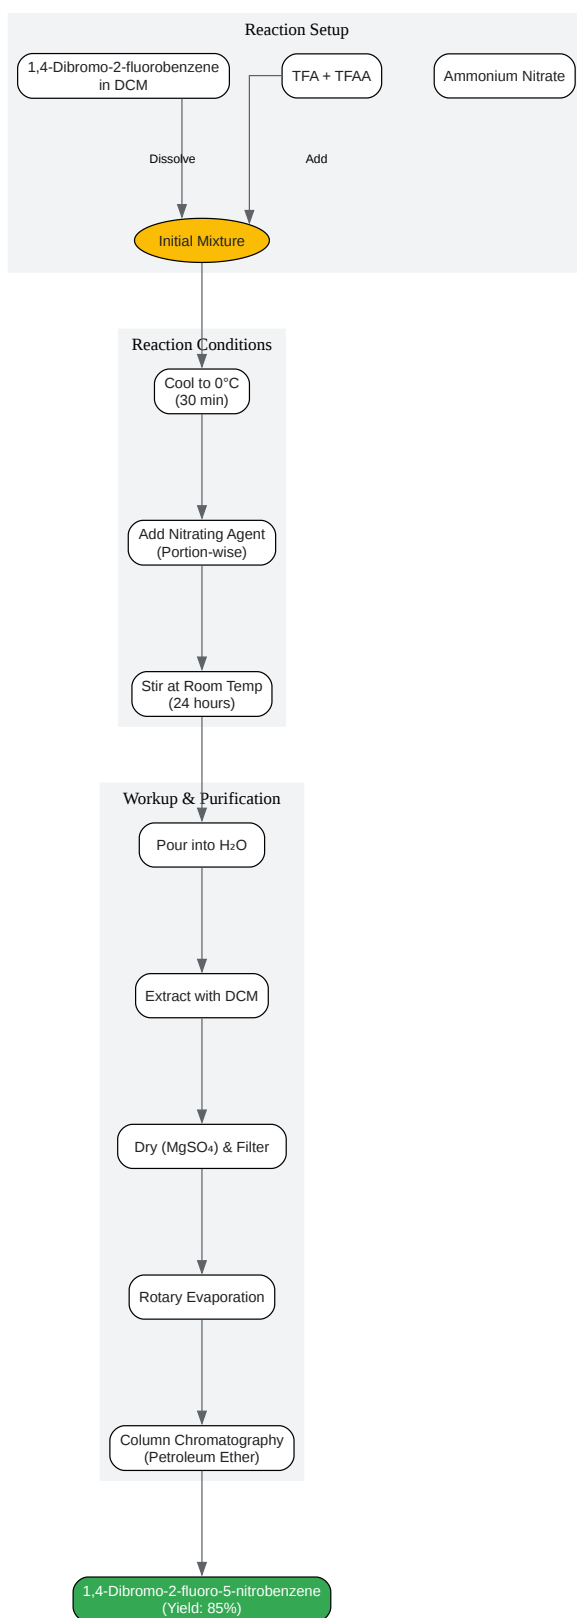 Reaction Setup
1,4-Dibromo-2-fluorobenzene
in DCM
TFA + TFAA
Ammonium Nitrate
Dissolve
Add
Initial Mixture
Reaction Conditions
Cool to 0°C
(30 min)
Add Nitrating Agent
(Portion-wise)
Stir at Room Temp
(24 hours)
Workup & Purification
Pour into H₂O
Extract with DCM
Dry (MgSO₄) & Filter
Rotary Evaporation
Column Chromatography
(Petroleum Ether)
1,4-Dibromo-2-fluoro-5-nitrobenzene
(Yield: 85%)